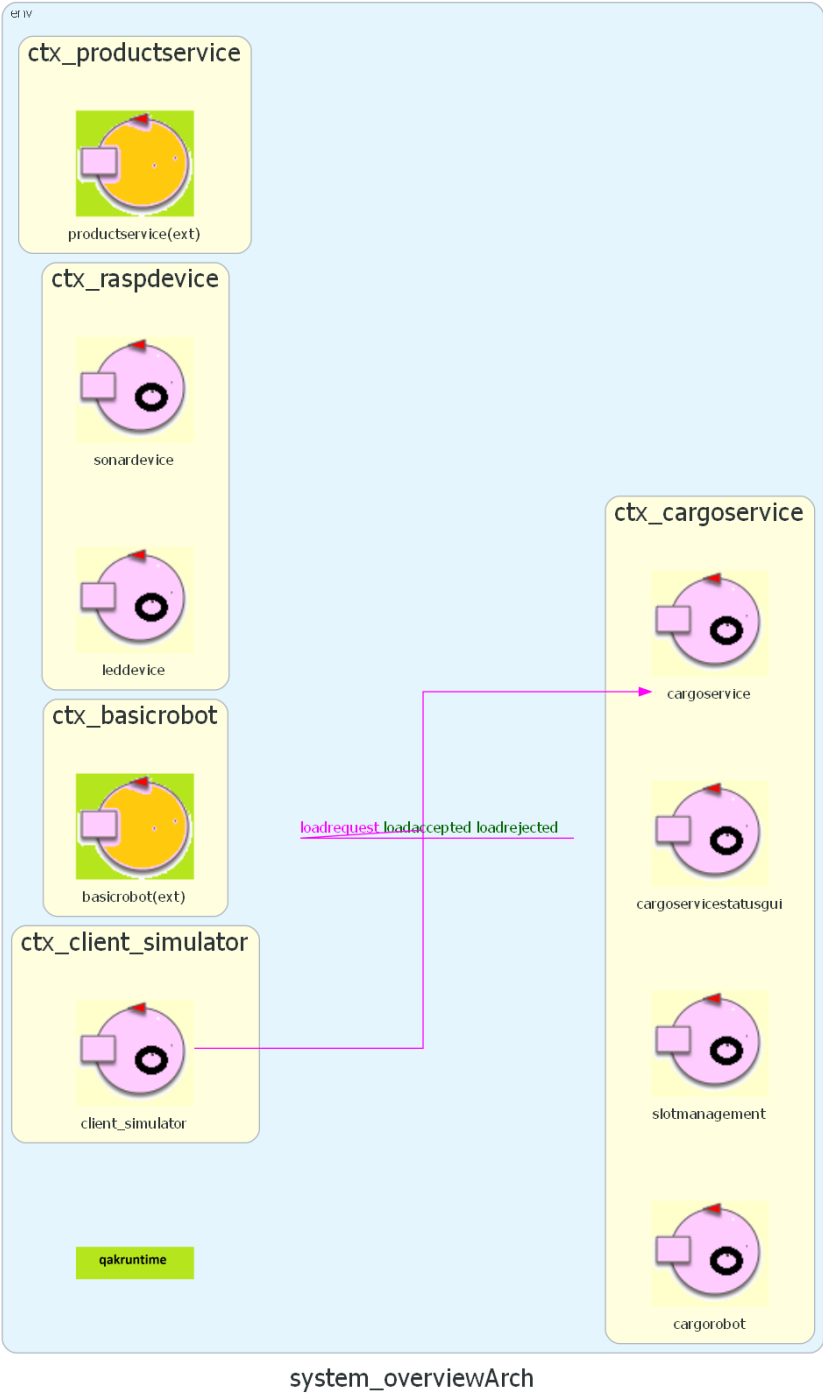 env
ctx_productservice
productservice(ext)
ctx_raspdevice
sonardevice
leddevice
ctx_basicrobot
basicrobot(ext)
ctx_client_simulator
client_simulator
qakruntime
loadrequest loadaccepted loadrejected
ctx_cargoservice
cargoservice
cargoservicestatusgui
slotmanagement
cargorobot
system_overviewArch